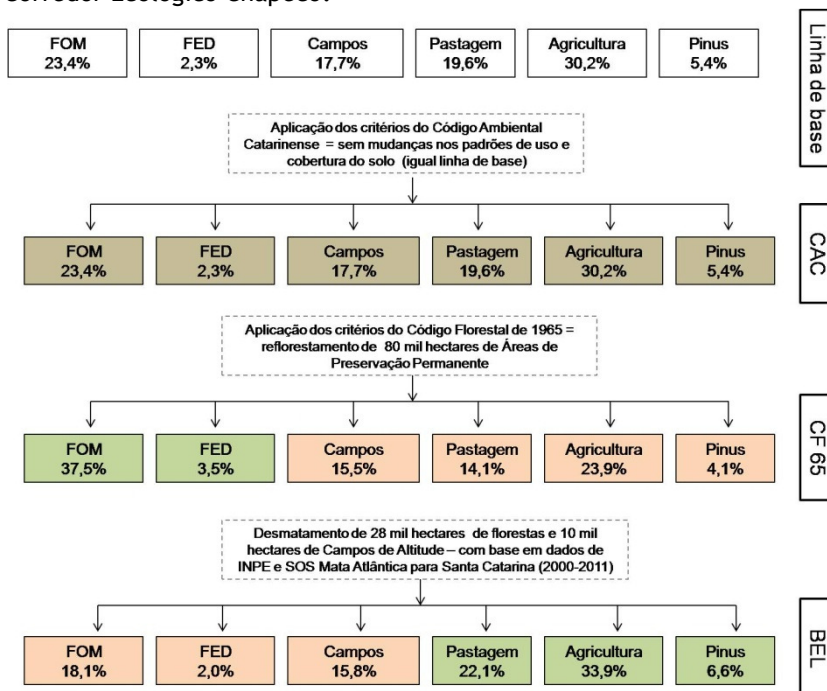 Corredor Ecológico Chapecó.
FOM
23,4%
FED
2,3%
Campos
17,7%
Pastagem
19,6%
Agricultura
30,2%
Pinus
5,4%
Linha de base
Aplicação dos critérios do Código Ambiental
Catarinense = sem mudanças nos padrões de uso e
cobertura do solo (igual linha de base)
FOM
23,4%
FED
2,3%
Campos
17,7%
Pastagem
19,6%
Agricultura
30,2%
Pinus
5,4%
CAC
Aplicação dos critérios do Código Florestal de 1965 =
reflorestamento de 80 mil hectares de Áreas de
Preservação Permanente
FOM
37,5%
FED
3,5%
Campos
15,5%
Pastagem
14,1%
Agricultura
23,9%
Pinus
4,1%
CF 65
Desmatamento de 28 mil hectares de florestas e 10 mil
hectares de Campos de Altitude – com base em dados de
INPE e SOS Mata Atlântica para Santa Catarina (2000-2011)
FOM
18,1%
FED
2,0%
Campos
15,8%
Pastagem
22,1%
Agricultura
33,9%
Pinus
6,6%
BEL